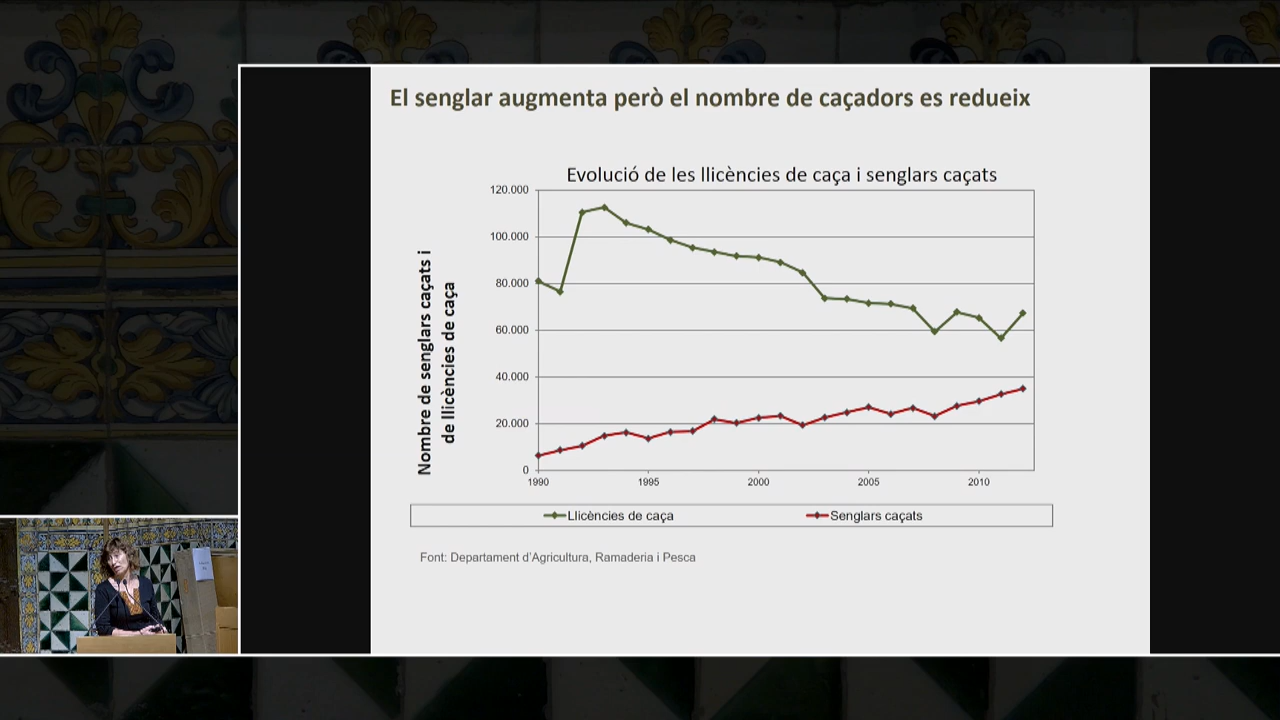 El senglar augmenta però el nombre de caçadors es redueix
Evolució de les llicències de caça i senglars caçats
Nombre de senglars caçats i
de llicències de caça
120.000
100.000
80.000
60.000
40.000
20.000
0
1990
1995
2000
2005
2010
Llicències de caça
Senglars caçats
Font: Departament d'Agricultura, Ramaderia i Pesca